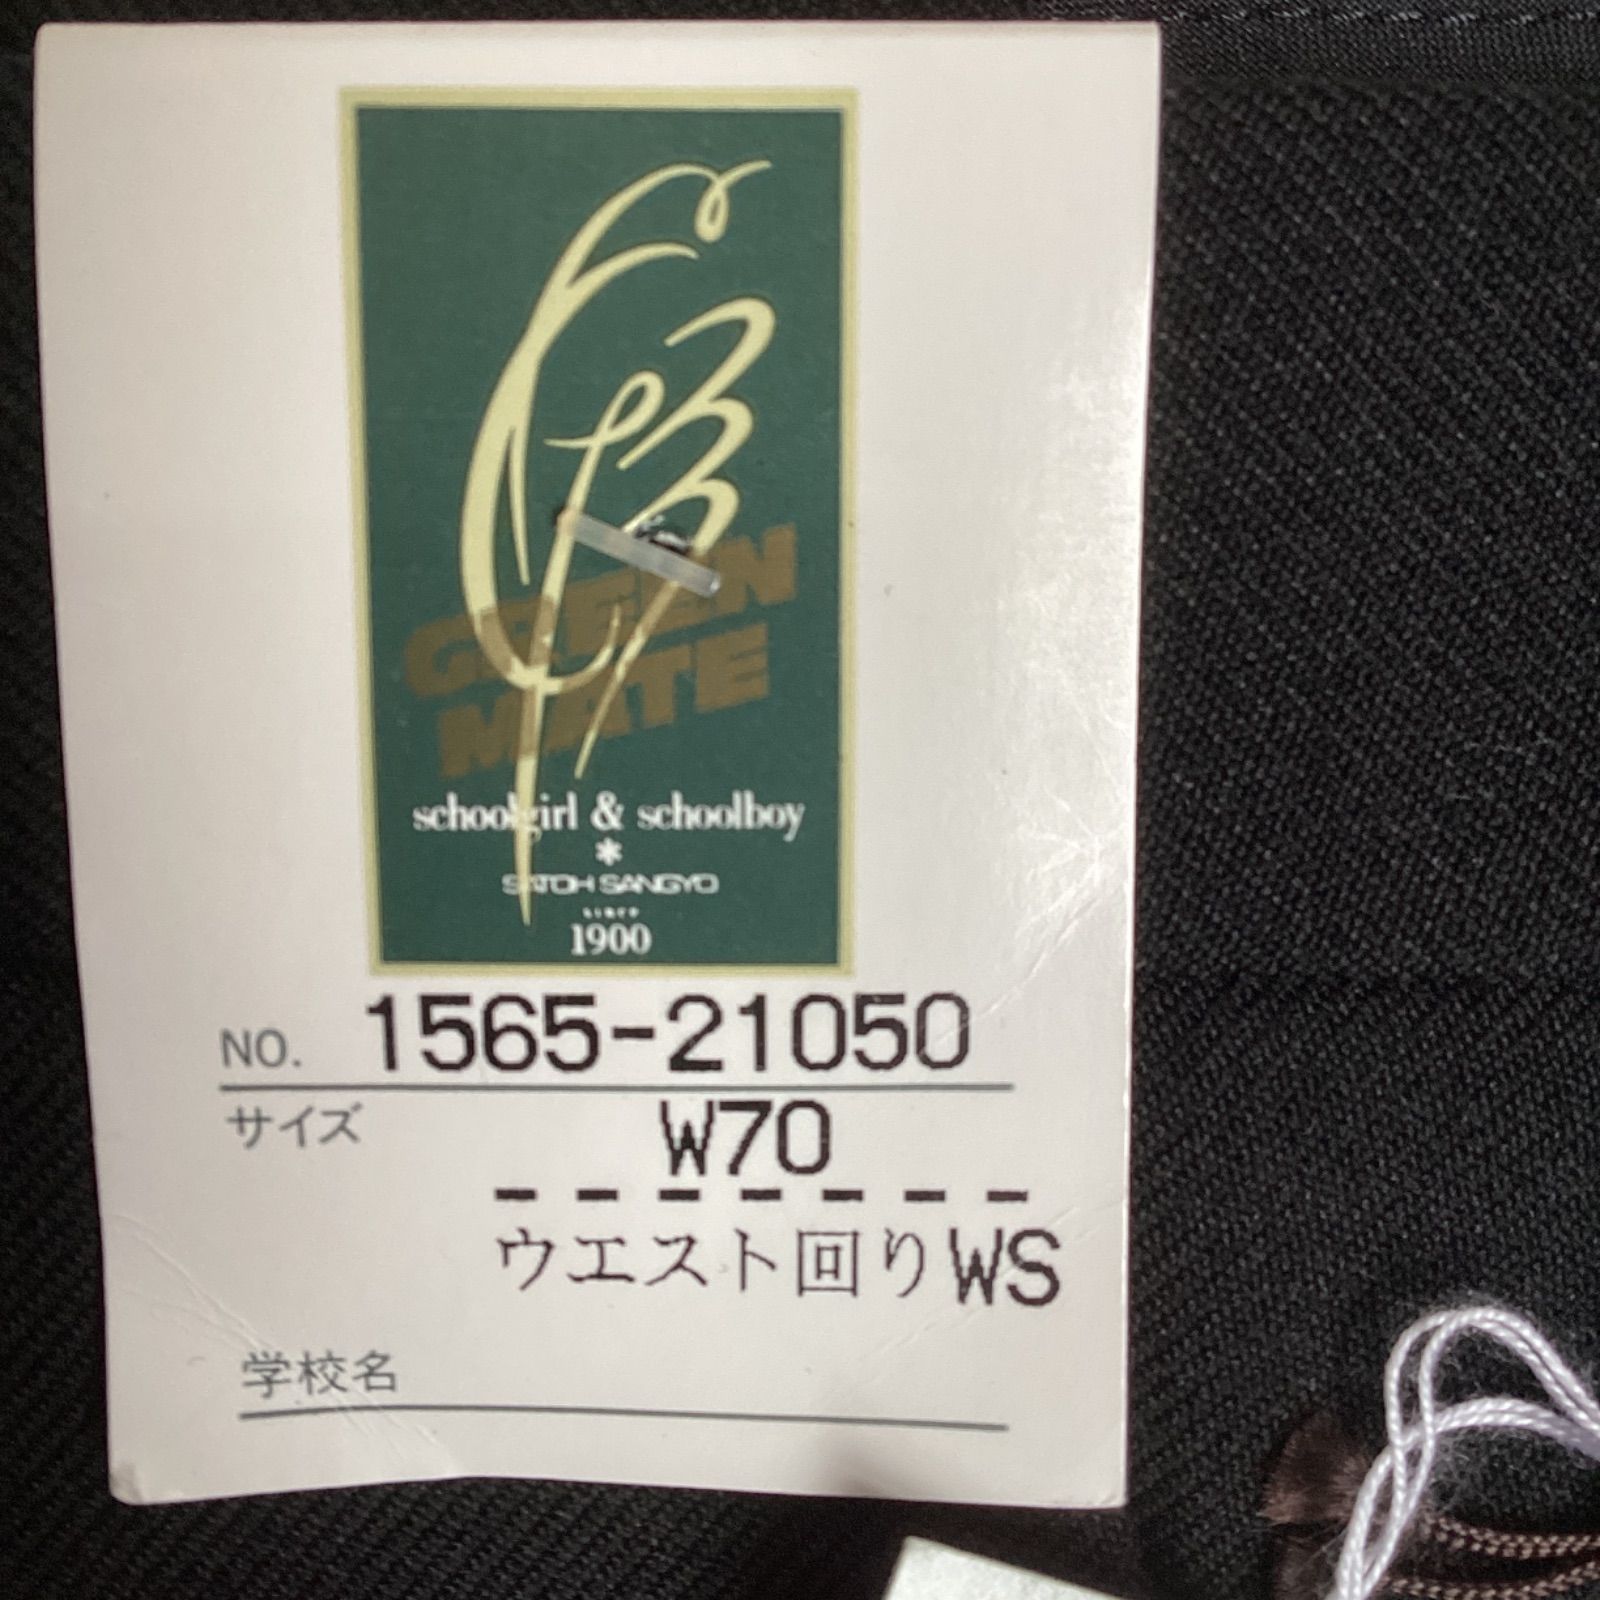 GREEN
MATE
schoolgirl & schoolboy
*
SATOH SANGYO
SINCE
1900
NO. 1565-21050
サイズ W70
-------
ウエスト回りWS
学校名